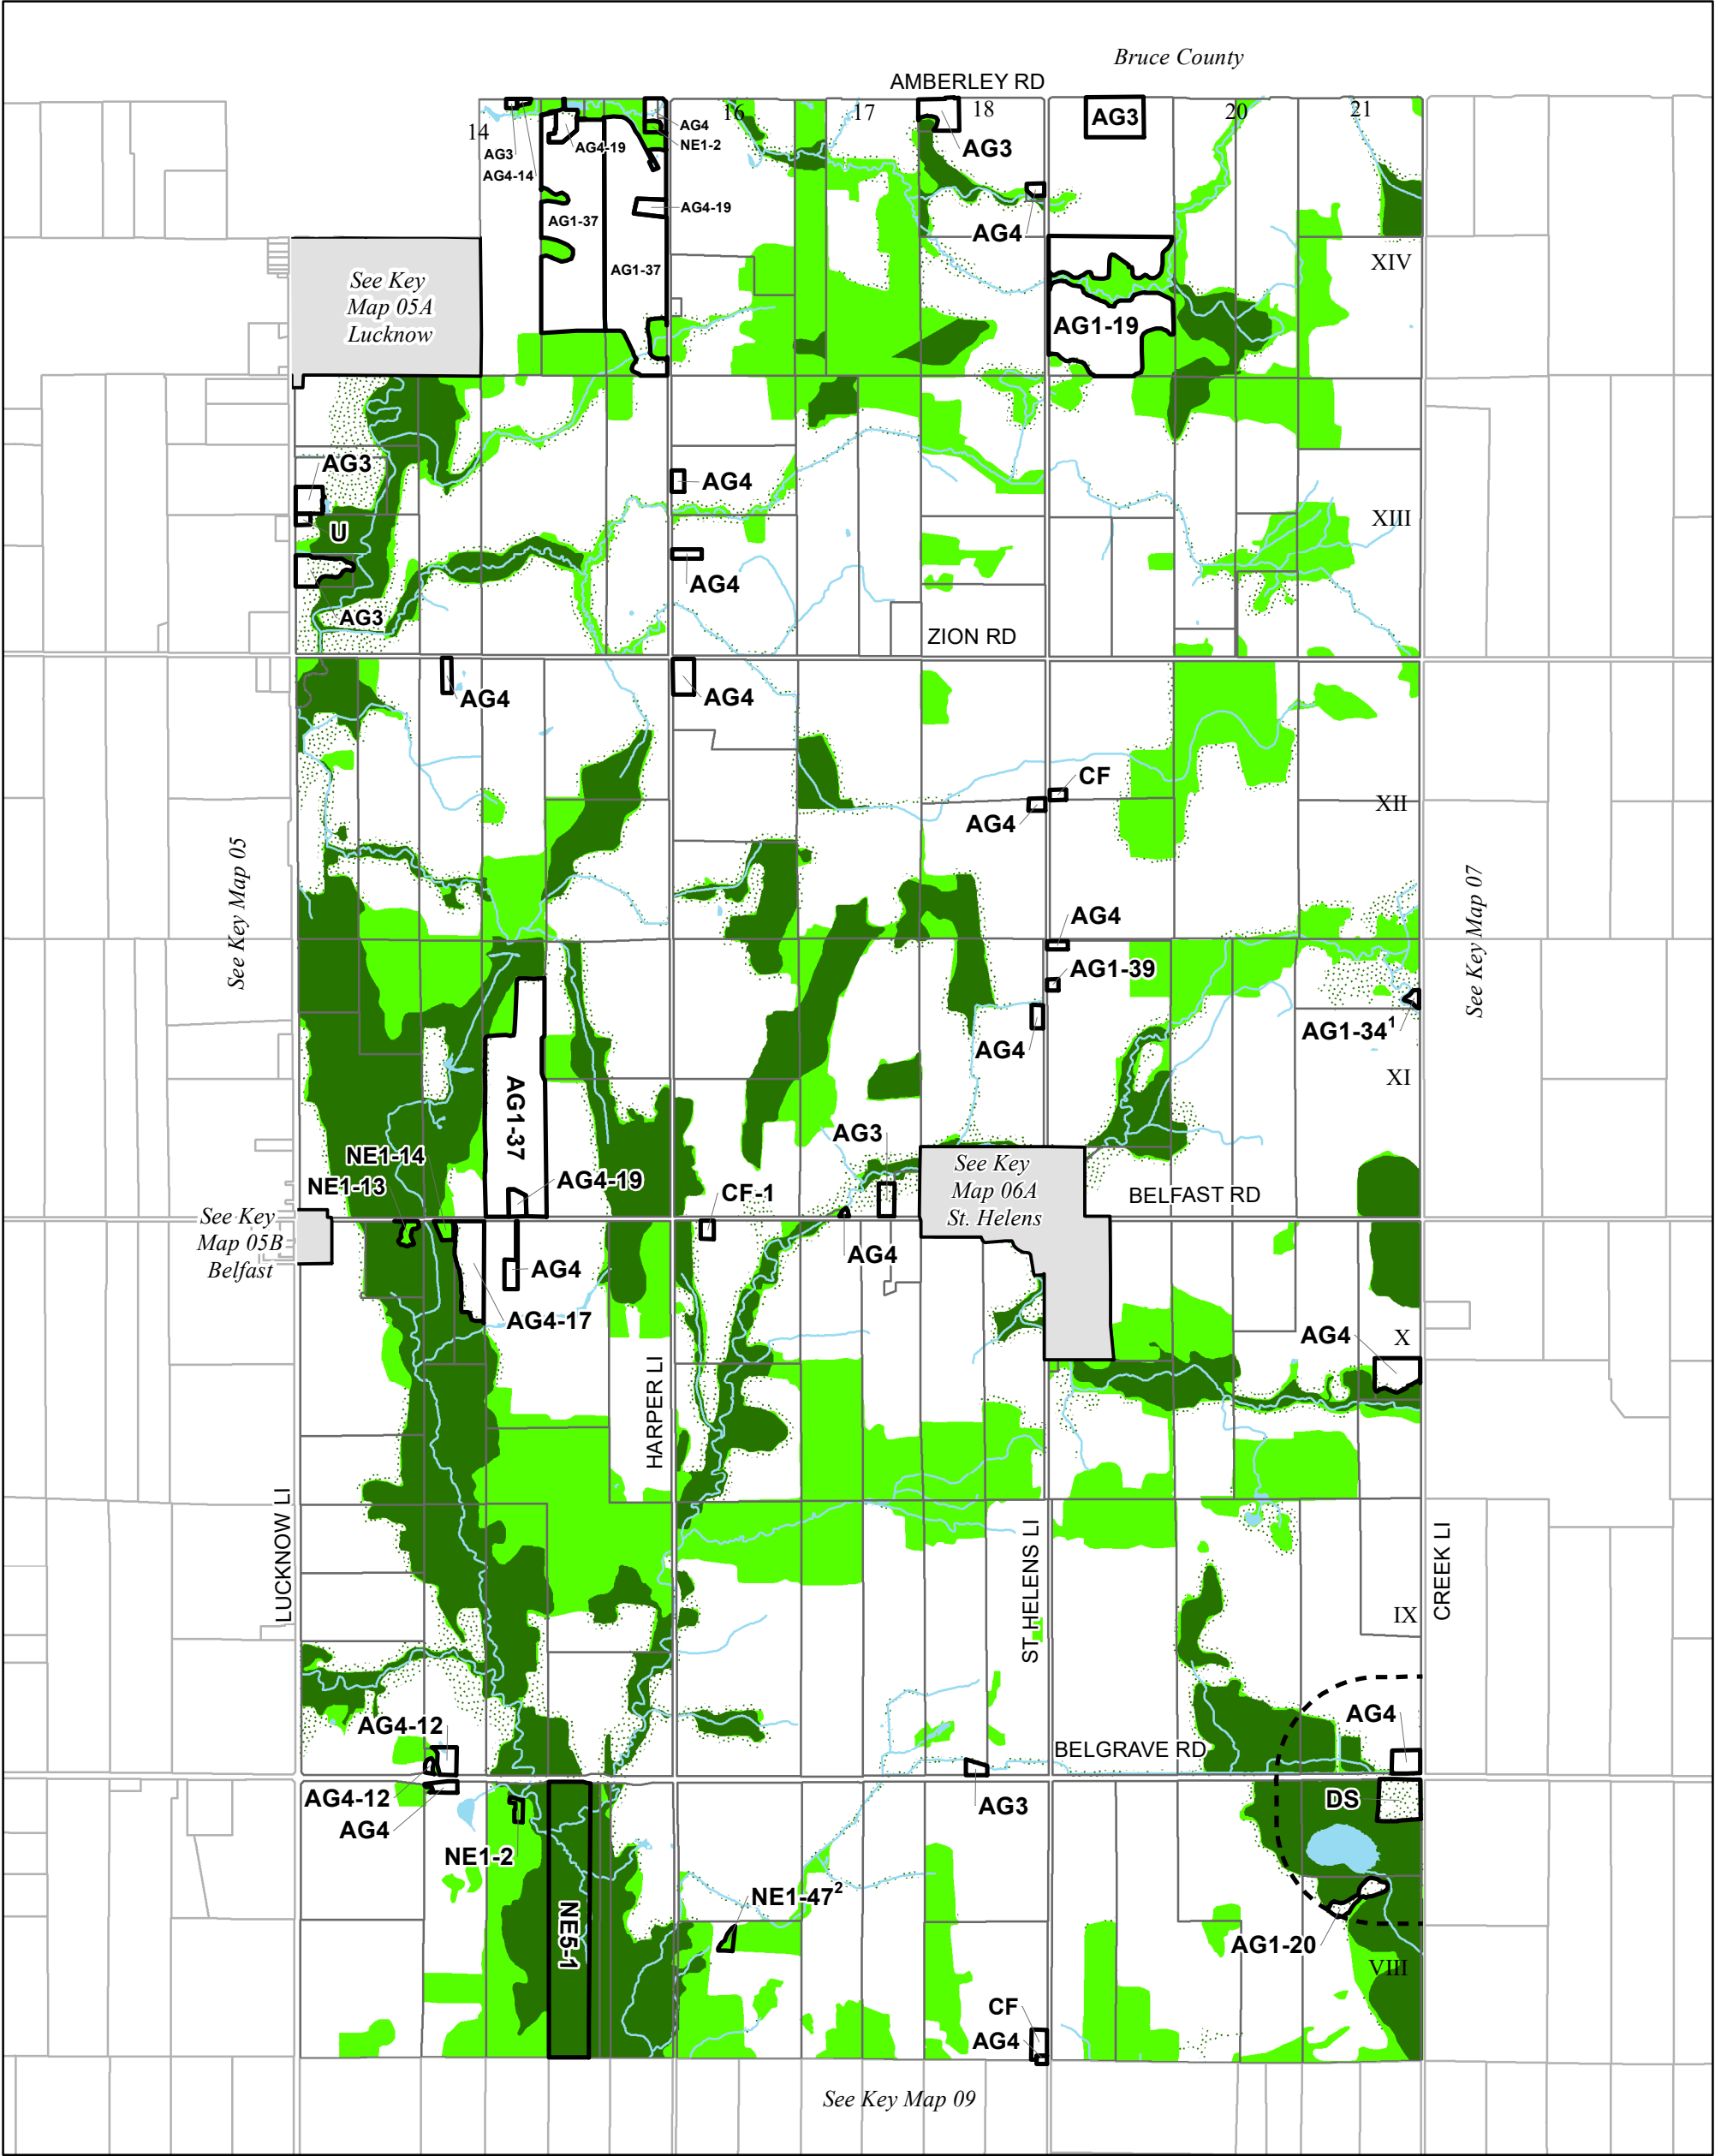 Bruce County
AMBERLEY RD
14
16
17
18
20
21
AG3
AG4-14
AG4-19
AG4
NE1-2
AG3
AG3
AG4-19
AG1-37
AG1-37
AG4
XIV
See Key
Map 05A
Lucknow
AG1-19
AG3
AG4
U
XIII
AG4
AG3
ZION RD
AG4
AG4
CF
AG4
XII
See Key Map 05
See Key Map 07
AG4
AG1-39
AG4
AG1-34¹
XI
AG1-37
AG3
NE1-14
NE1-13
AG4-19
CF-1
See Key
Map 06A
St. Helens
BELFAST RD
See Key
Map 05B
Belfast
AG4
AG4
AG4-17
AG4
X
HARPER LI
LUCKNOW LI
ST HELENS LI
CREEK LI
IX
AG4-12
AG4
BELGRAVE RD
AG4-12
AG4
AG3
DS
NE1-2
NE5-1
NE1-47²
AG1-20
VIII
CF
AG4
See Key Map 09